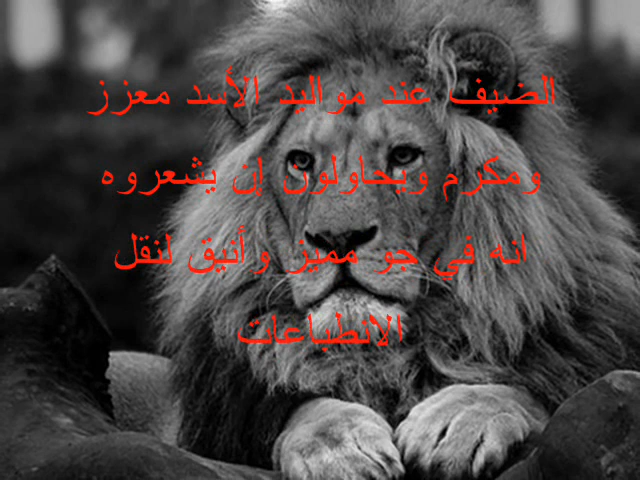 الضيف عند مواليد الأسد معزز
ومكرم ويحاولون إن يشعروه
انه في جو مميز وأنيق لنقل
الانطباعات